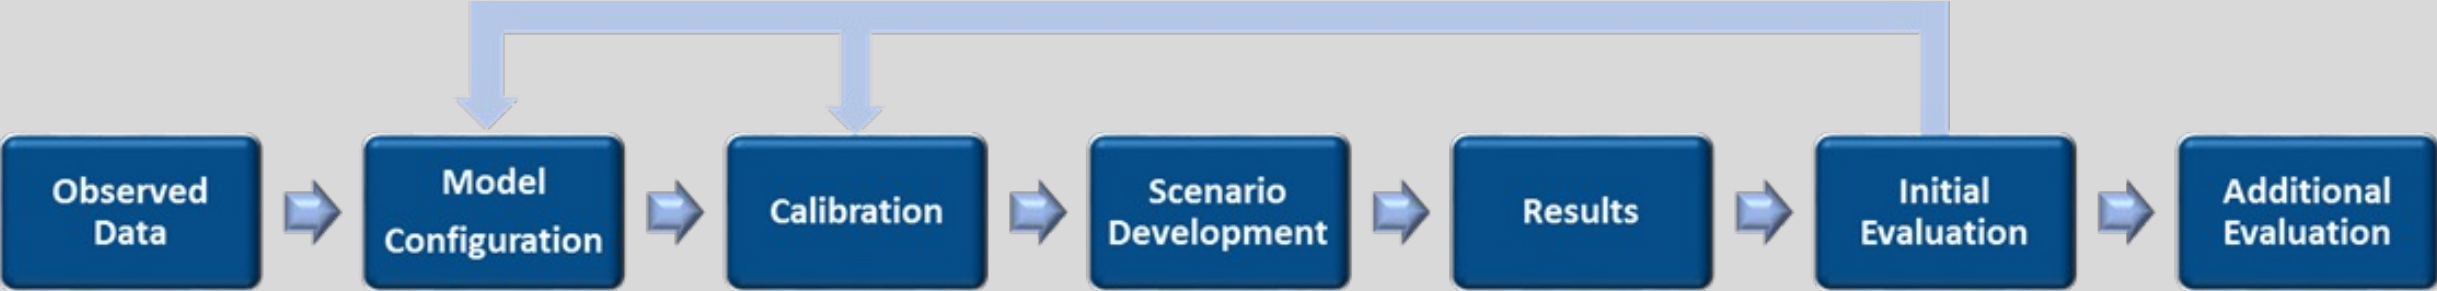 Observed
Data
Model
Configuration
Calibration
Scenario
Development
Results
Initial
Evaluation
Additional
Evaluation